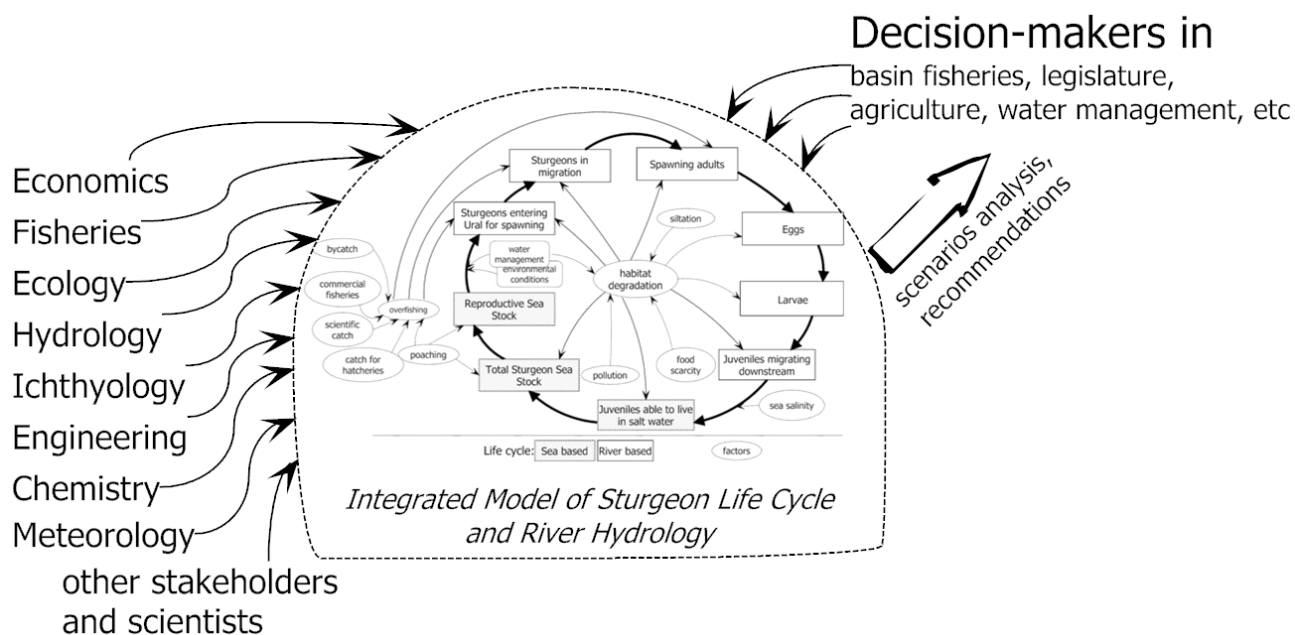 Decision-makers in
basin fisheries, legislature,
agriculture, water management, etc
scenarios analysis,
recommendations
Economics
Fisheries
Ecology
Hydrology
Ichthyology
Engineering
Chemistry
Meteorology
other stakeholders
and scientists
Sturgeons in
migration
Spawning adults
Sturgeons entering
Ural for spawning
siltation
Eggs
bycatch
water
management
environmental
conditions
habitat
degradation
commercial
fisheries
overfishing
Reproductive Sea
Stock
Larvae
scientific
catch
catch for
hatcheries
poaching
Total Sturgeon Sea
Stock
pollution
food
scarcity
Juveniles migrating
downstream
Juveniles able to live
in salt water
sea salinity
Life cycle:
Sea based
River based
factors
Integrated Model of Sturgeon Life Cycle
and River Hydrology